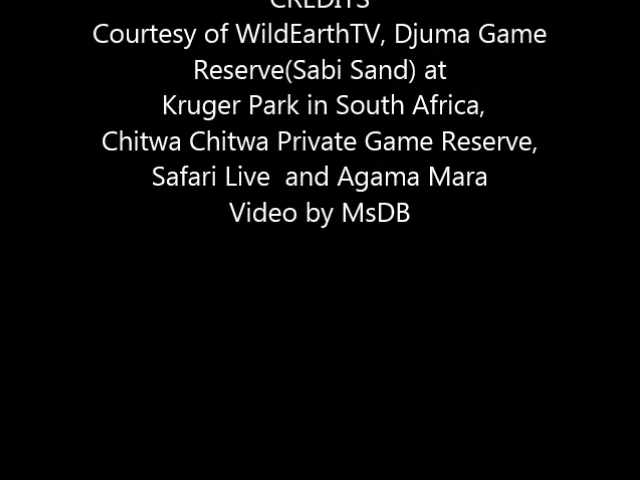 CREDITS
Courtesy of WildEarthTV, Djuma Game
Reserve(Sabi Sand) at
Kruger Park in South Africa,
Chitwa Chitwa Private Game Reserve,
Safari Live  and Agama Mara
Video by MsDB